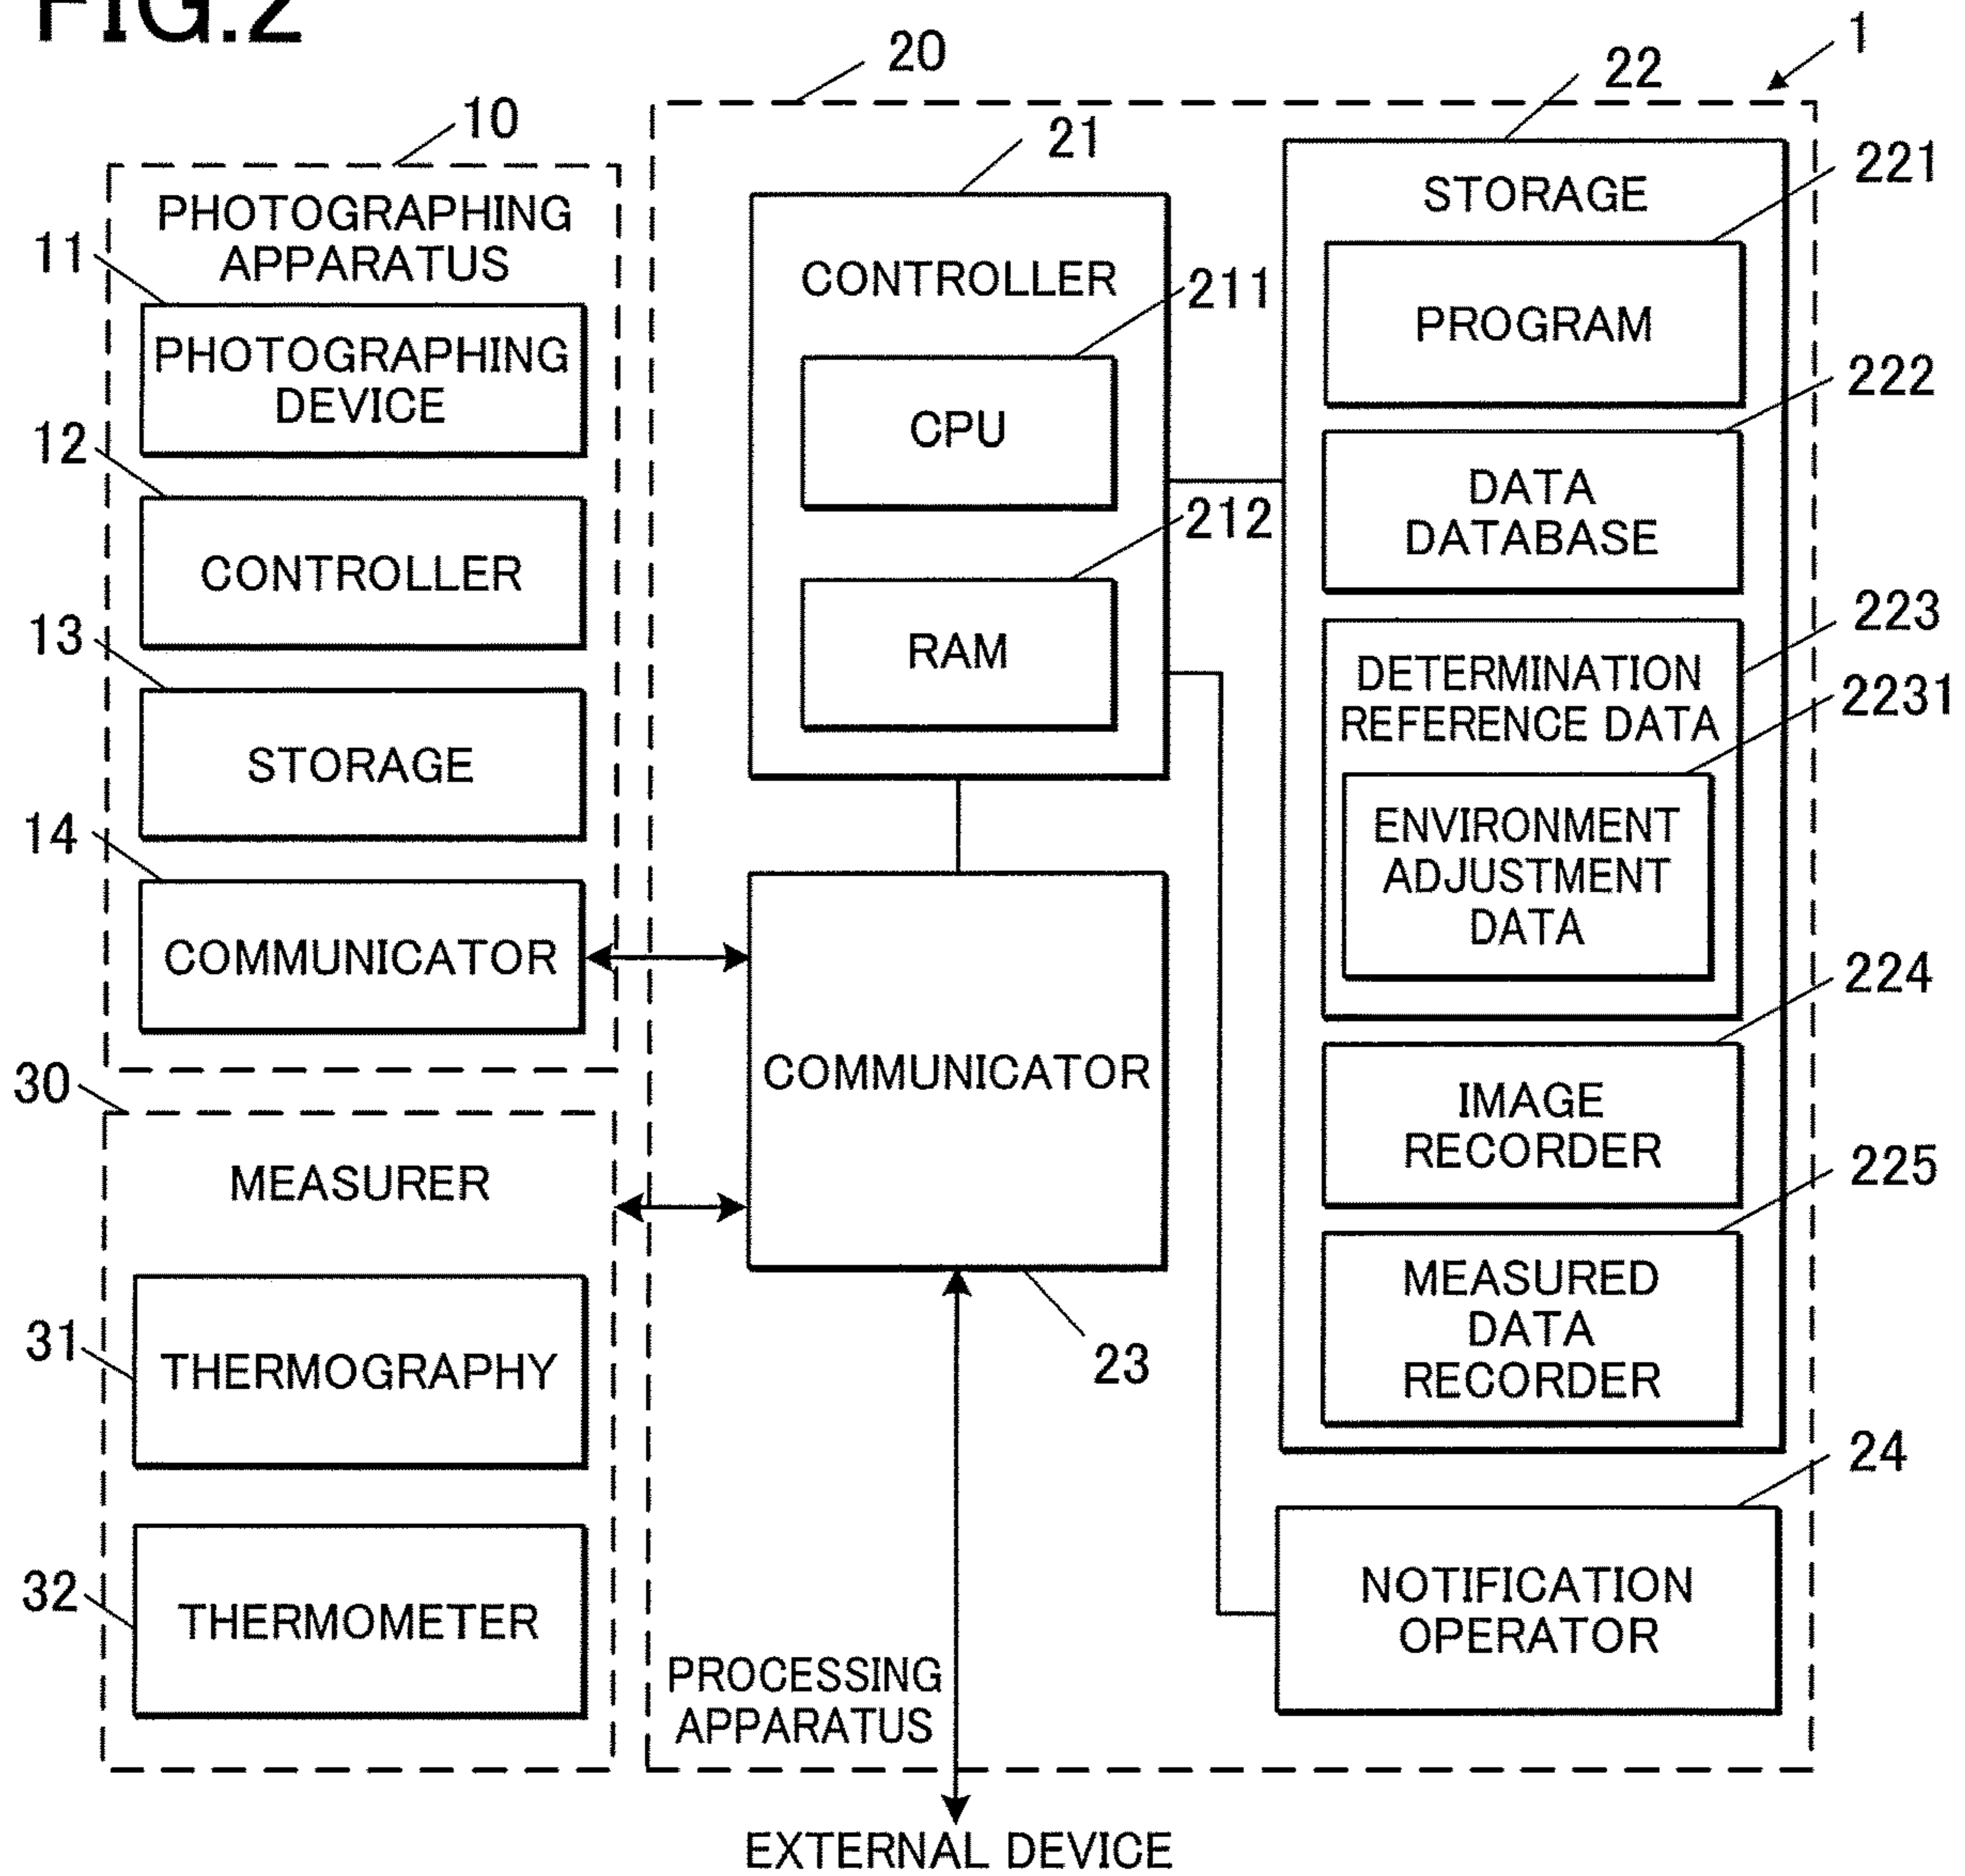 FIG.2
1
10
PHOTOGRAPHING
APPARATUS
11
PHOTOGRAPHING
DEVICE
12
CONTROLLER
13
STORAGE
14
COMMUNICATOR
30
MEASURER
31
THERMOGRAPHY
32
THERMOMETER
20
21
CONTROLLER
211
CPU
212
RAM
COMMUNICATOR
23
PROCESSING
APPARATUS
EXTERNAL DEVICE
22
STORAGE
221
PROGRAM
222
DATA
DATABASE
223
DETERMINATION
REFERENCE DATA
2231
ENVIRONMENT
ADJUSTMENT
DATA
224
IMAGE
RECORDER
225
MEASURED
DATA
RECORDER
24
NOTIFICATION
OPERATOR